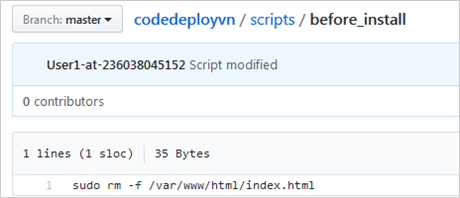 Branch: master codedeployvn / scripts / before_install
User1-at-236038045152 Script modified
0 contributors
1 lines (1 sloc) 35 Bytes
1 sudo rm -f /var/www/html/index.html